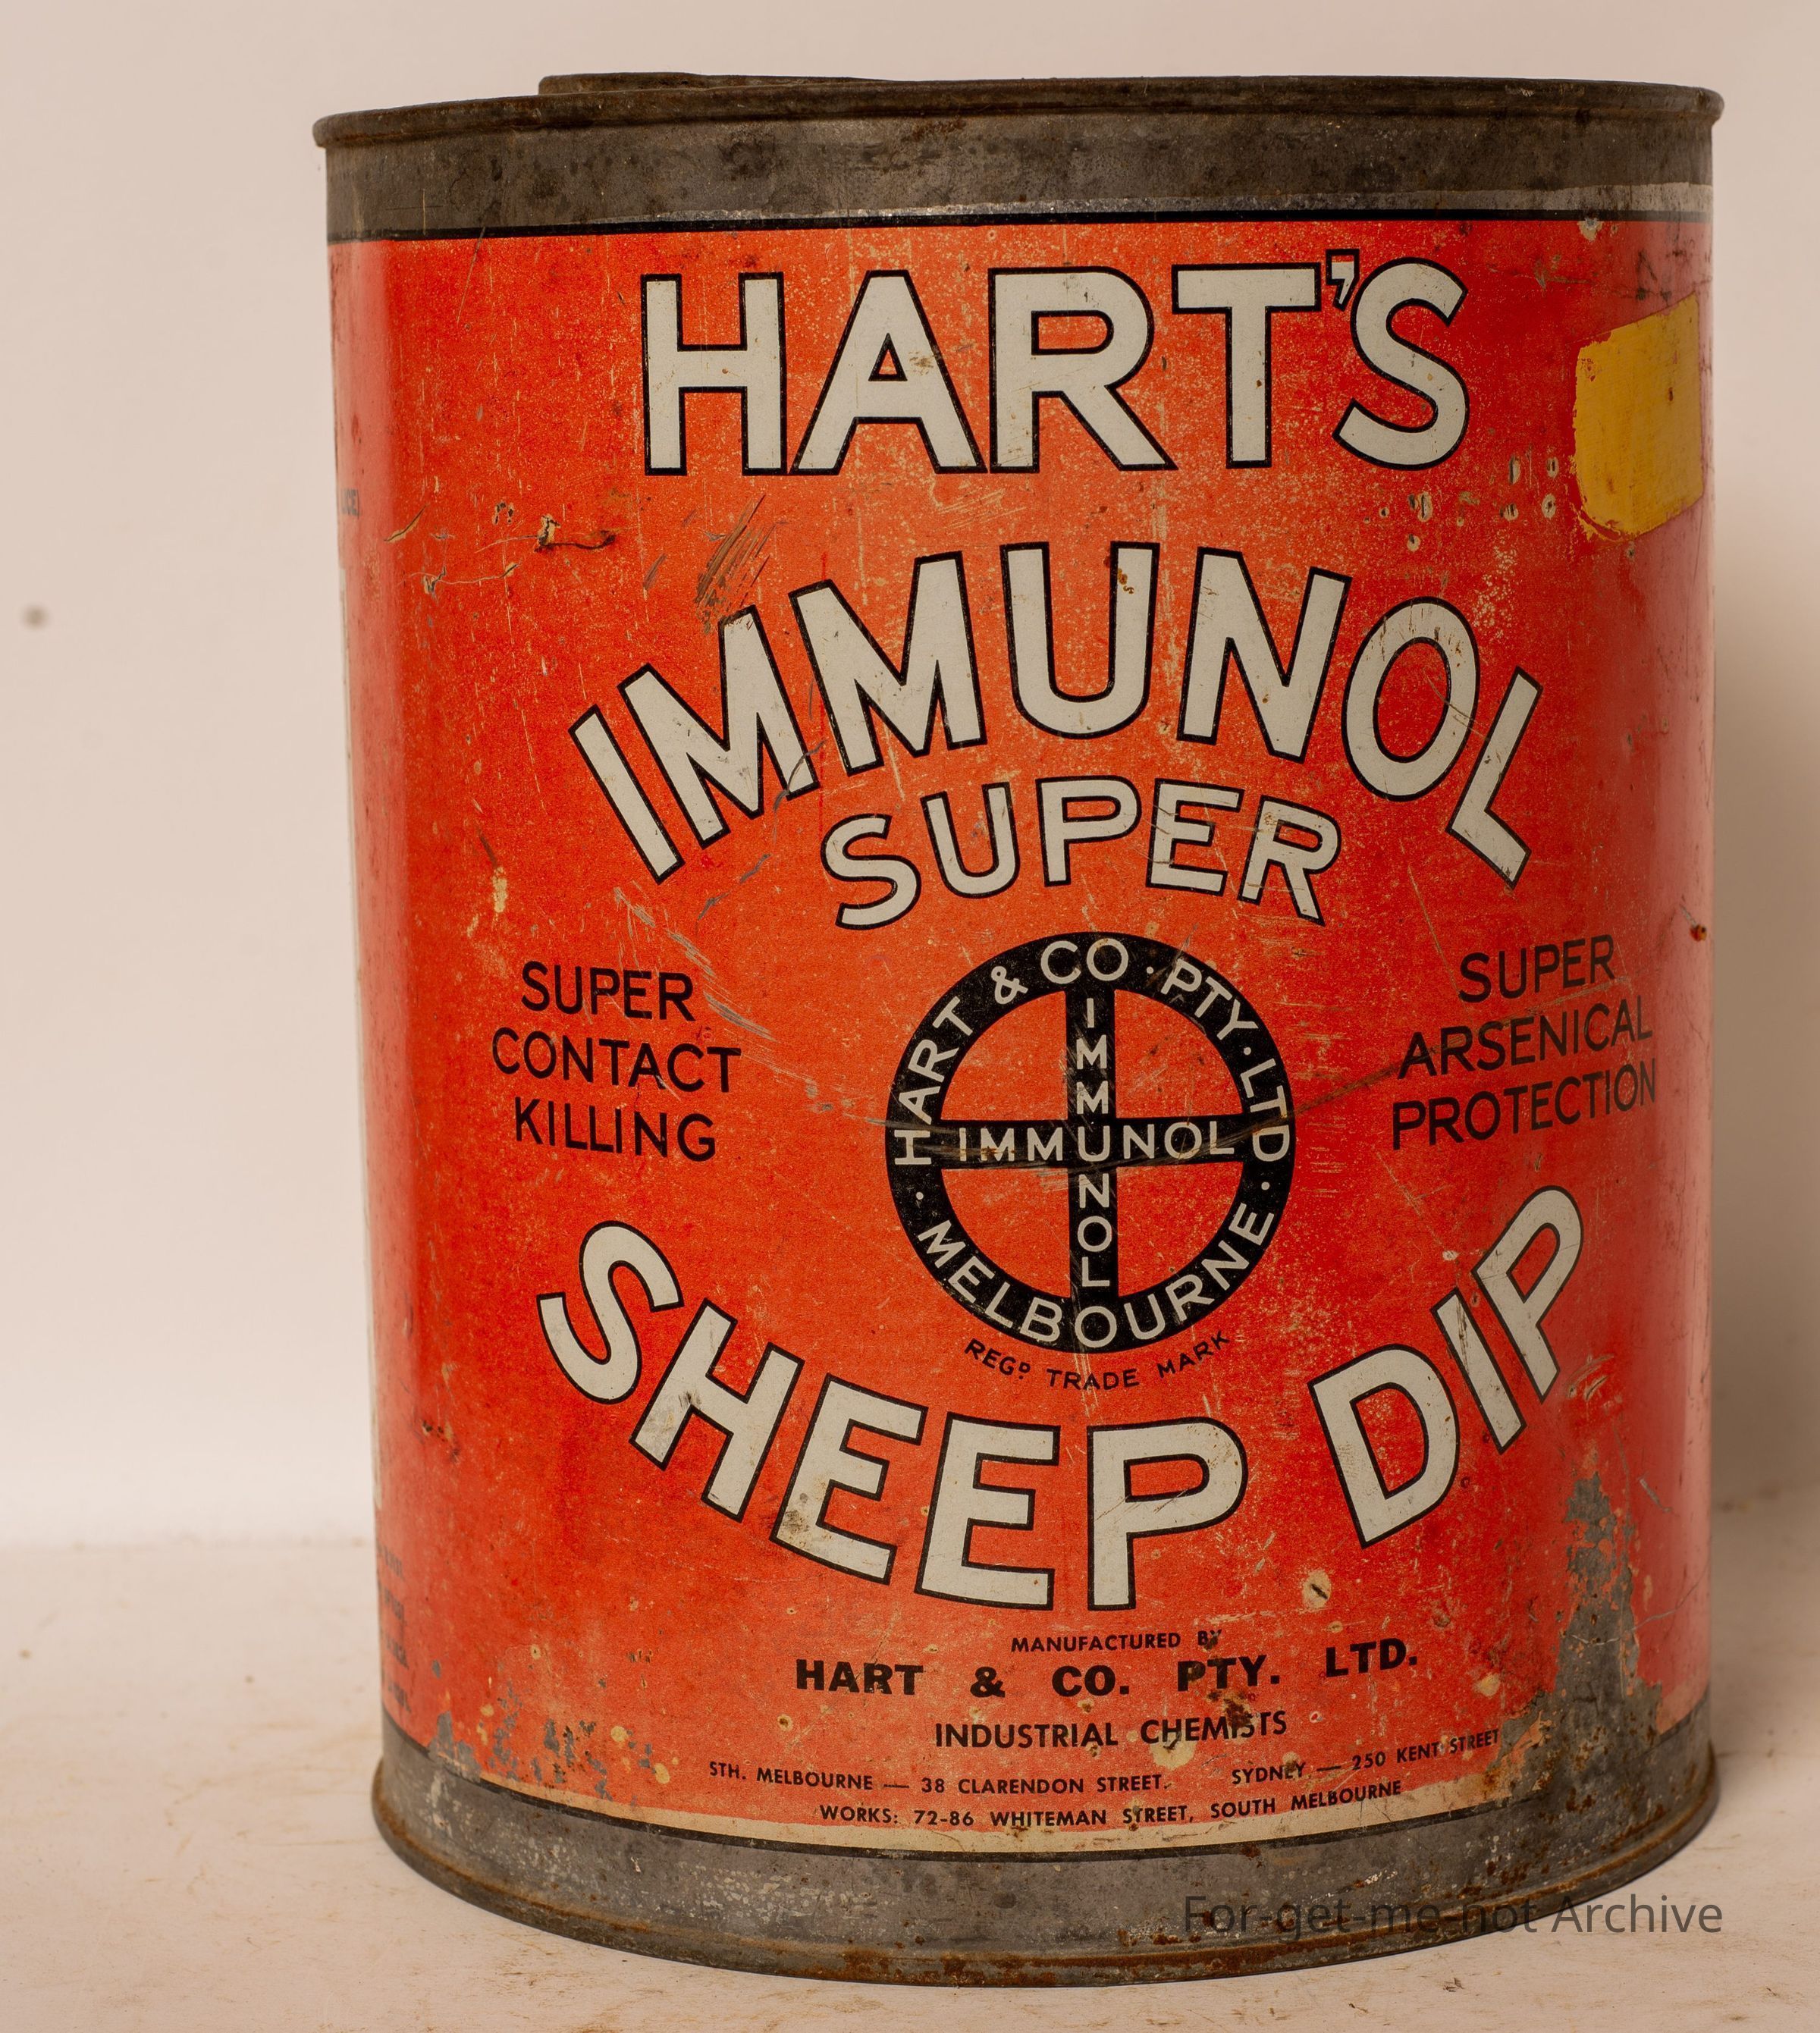 HART'S
IMMUNOL
SUPER
SUPER
CONTACT
KILLING
HART & CO. PTY. LTD.
IMMUNOL
IMMUNOL
· MELBOURNE ·
REGD TRADE MARK
SUPER
ARSENICAL
PROTECTION
SHEEP DIP
MANUFACTURED BY
HART & CO. PTY. LTD.
INDUSTRIAL CHEMISTS
STH. MELBOURNE — 38 CLARENDON STREET. SYDNEY — 250 KENT STREET
WORKS: 72-86 WHITEMAN STREET, SOUTH MELBOURNE
For-get-me-not Archive